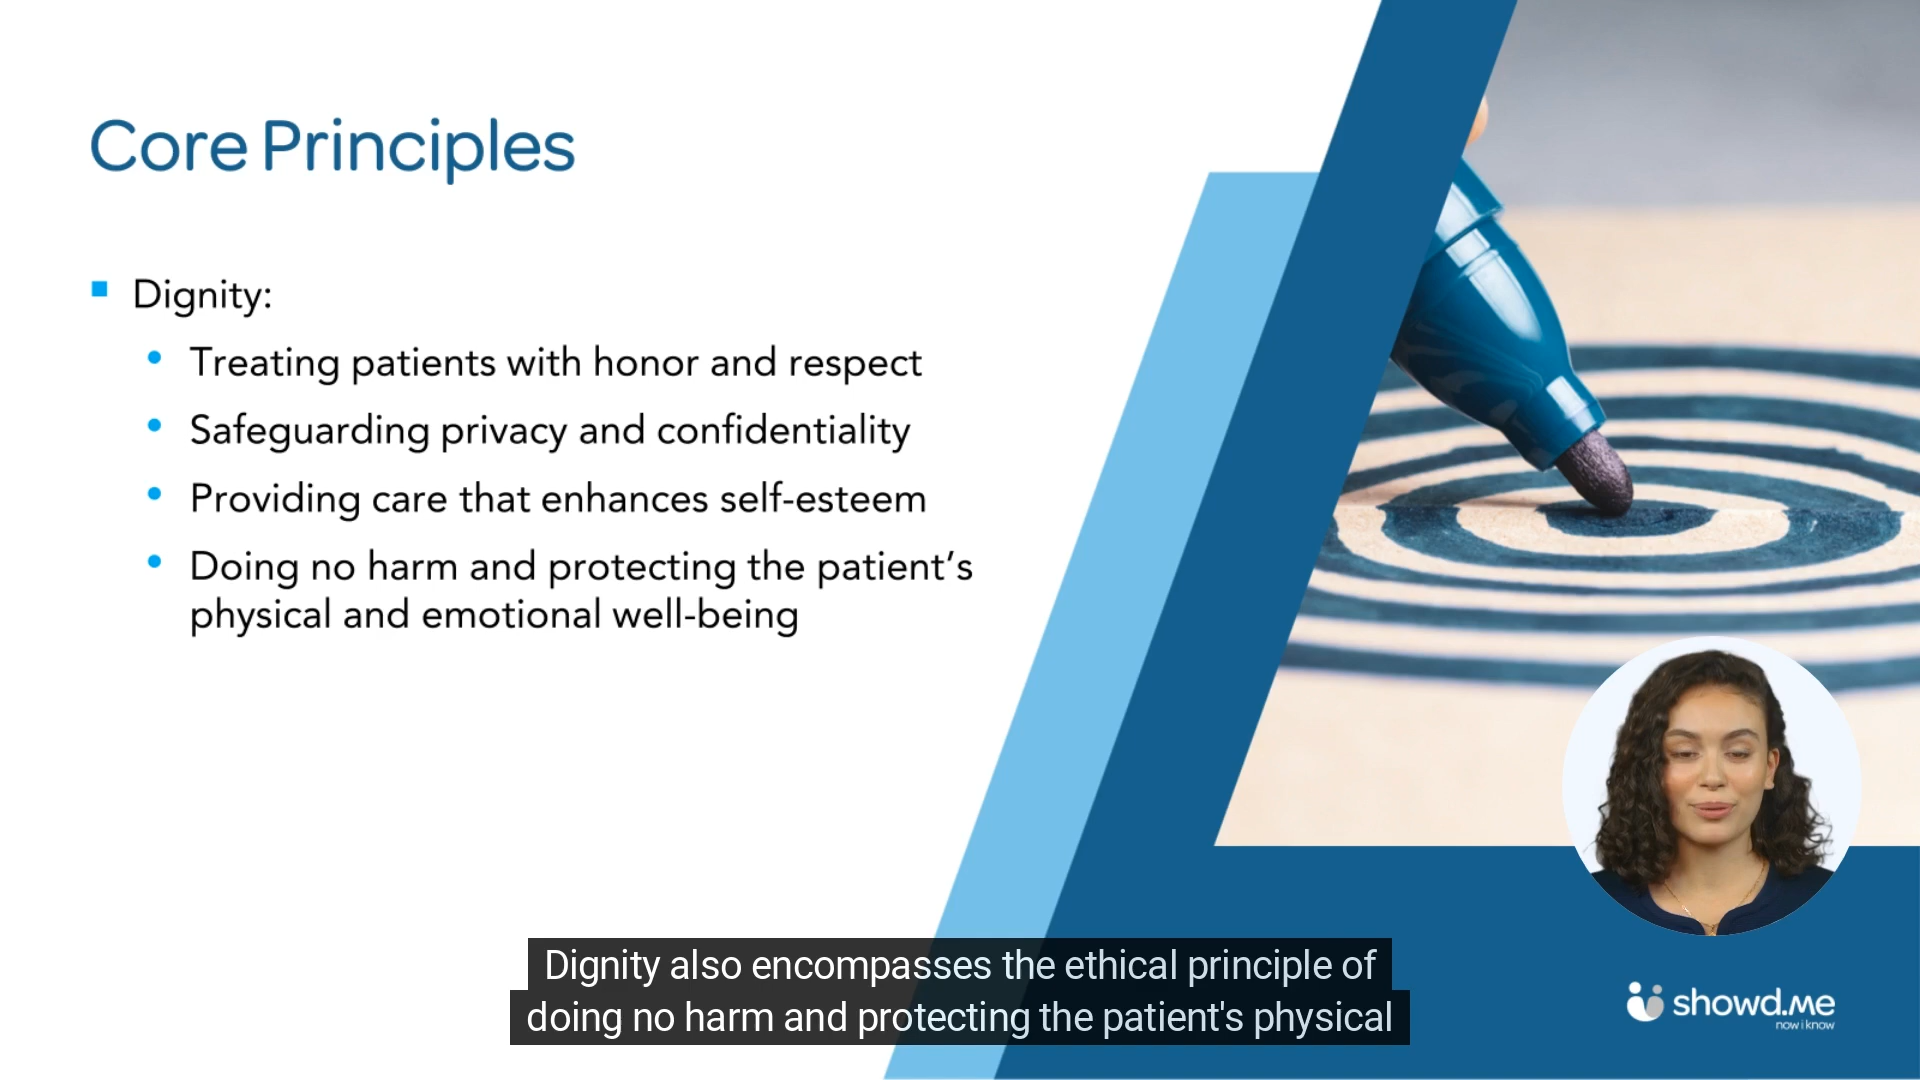 Core Principles
Dignity:
Treating patients with honor and respect
Safeguarding privacy and confidentiality
Providing care that enhances self-esteem
Doing no harm and protecting the patient’s
physical and emotional well-being
Dignity also encompasses the ethical principle of
doing no harm and protecting the patient's physical
showd.me
now i know